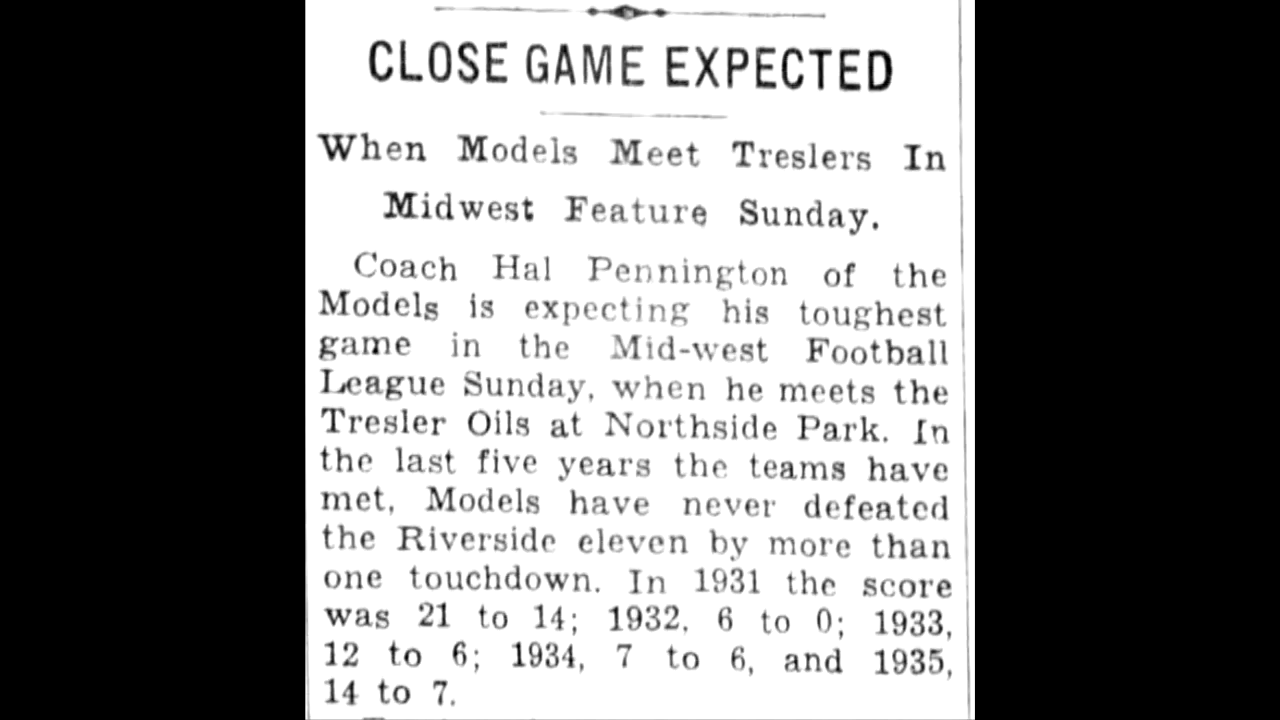 CLOSE GAME EXPECTED
When Models Meet Treslers In
Midwest Feature Sunday.
Coach Hal Pennington of the
Models is expecting his toughest
game in the Mid-west Football
League Sunday, when he meets the
Tresler Oils at Northside Park. In
the last five years the teams have
met, Models have never defeated
the Riverside eleven by more than
one touchdown. In 1931 the score
was 21 to 14; 1932, 6 to 0; 1933,
12 to 6; 1934, 7 to 6, and 1935,
14 to 7.